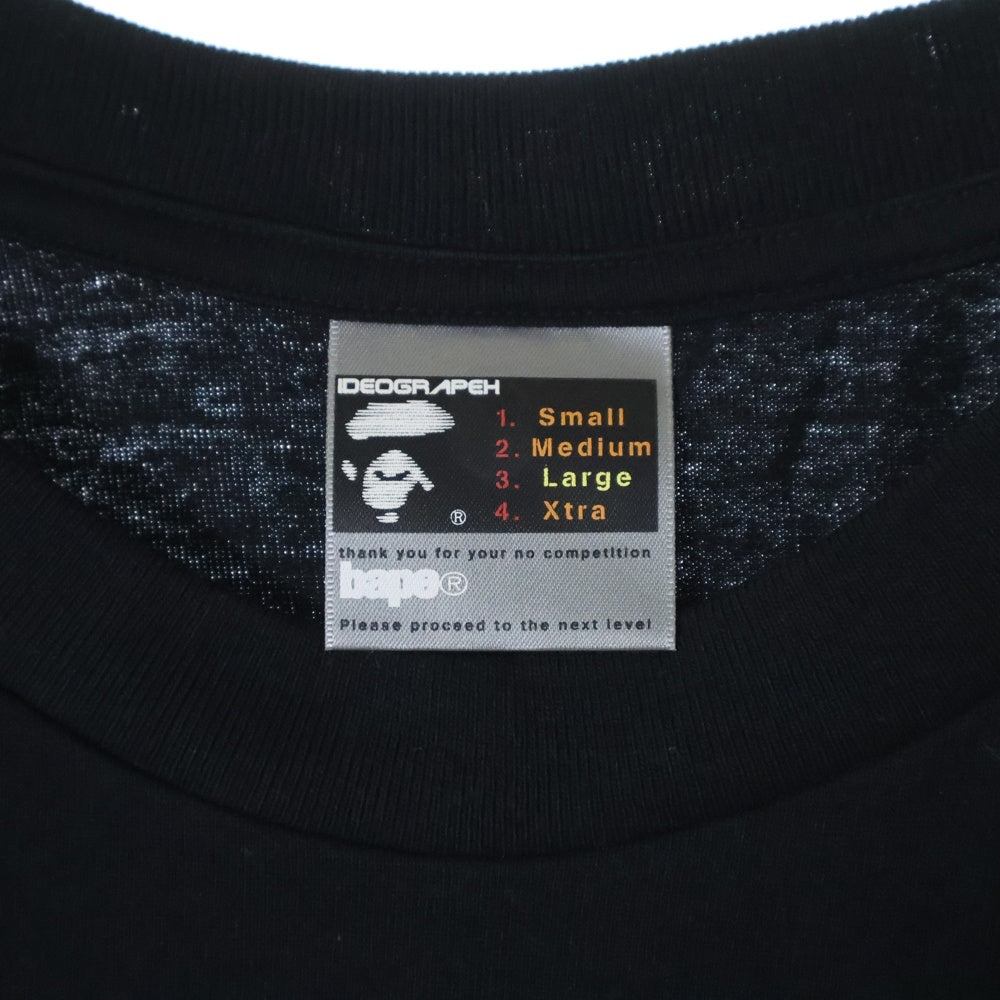 IDEOGRAPEH
1. Small
2. Medium
3. Large
4. Xtra
®
thank you for your no competition
bape®
Please proceed to the next level